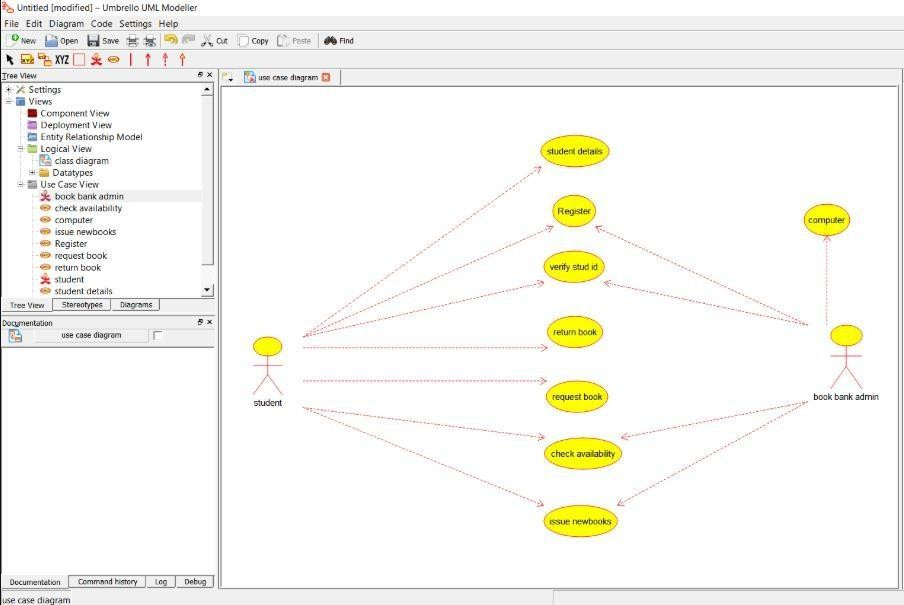 Untitled [modified] – Umbrello UML Modeller
File Edit Diagram Code Settings Help
New Open Save Cut Copy Paste Find
XYZ XYZ
Tree View
use case diagram
Settings
Views
Component View
Deployment View
Entity Relationship Model
Logical View
class diagram
Datatypes
Use Case View
book bank admin
check availability
computer
issue newbooks
Register
request book
return book
student
student details
Tree View Stereotypes Diagrams
Documentation
use case diagram
student details
Register
computer
verify stud id
return book
request book
book bank admin
student
check availability
issue newbooks
Documentation Command history Log Debug
use case diagram